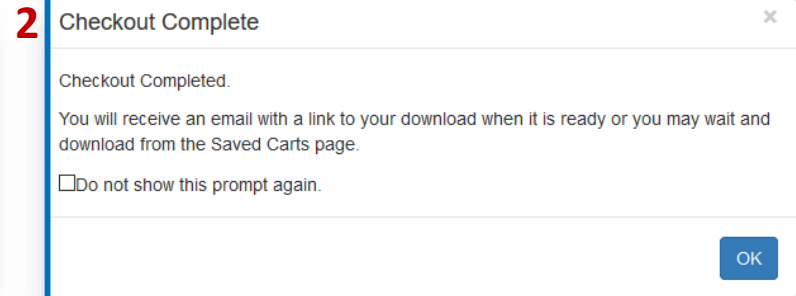 2
Checkout Complete
×
Checkout Completed.
You will receive an email with a link to your download when it is ready or you may wait and
download from the Saved Carts page.
Do not show this prompt again.
OK